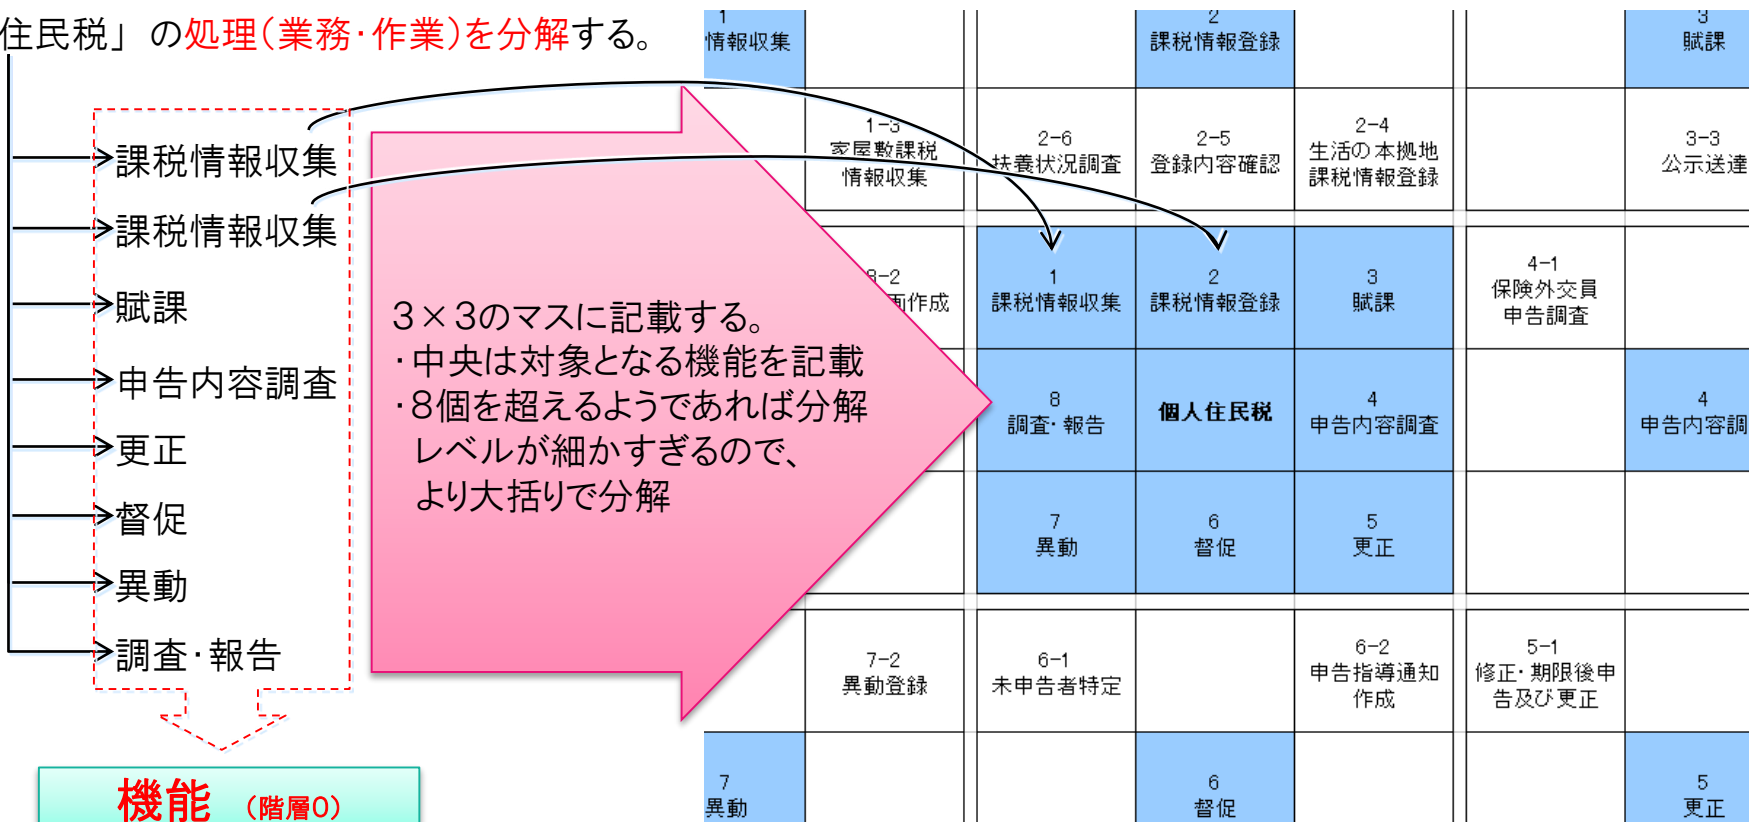 住民税」の処理(業務・作業)を分解する。
課税情報収集
課税情報収集
賦課
申告内容調査
更正
督促
異動
調査・報告
機能 (階層0)
3×3のマスに記載する。
・中央は対象となる機能を記載
・8個を超えるようであれば分解
レベルが細かすぎるので、
より大括りで分解
1
情報収集
2
課税情報登録
3
賦課
1-3
家屋敷課税
情報収集
2-6
扶養状況調査
2-5
登録内容確認
2-4
生活の本拠地
課税情報登録
3-3
公示送達
8-2
作成
1
課税情報収集
2
課税情報登録
3
賦課
4-1
保険外交員
申告調査
8
調査・報告
個人住民税
4
申告内容調査
4
申告内容調
7
異動
6
督促
5
更正
7-2
異動登録
6-1
未申告者特定
6-2
申告指導通知
作成
5-1
修正・期限後申
告及び更正
7
異動
6
督促
5
更正